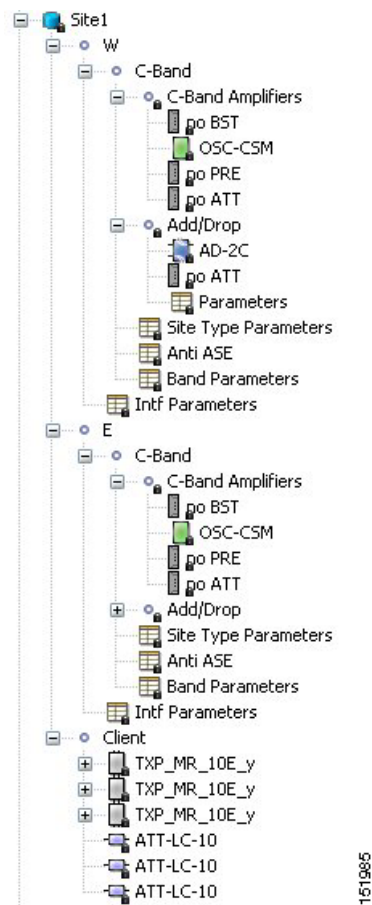 Site1
W
C-Band
C-Band Amplifiers
no BST
OSC-CSM
no PRE
no ATT
Add/Drop
AD-2C
no ATT
Parameters
Site Type Parameters
Anti ASE
Band Parameters
Intf Parameters
E
C-Band
C-Band Amplifiers
no BST
OSC-CSM
no PRE
no ATT
Add/Drop
Site Type Parameters
Anti ASE
Band Parameters
Intf Parameters
Client
TXP_MR_10E_y
TXP_MR_10E_y
TXP_MR_10E_y
ATT-LC-10
ATT-LC-10
ATT-LC-10
151985